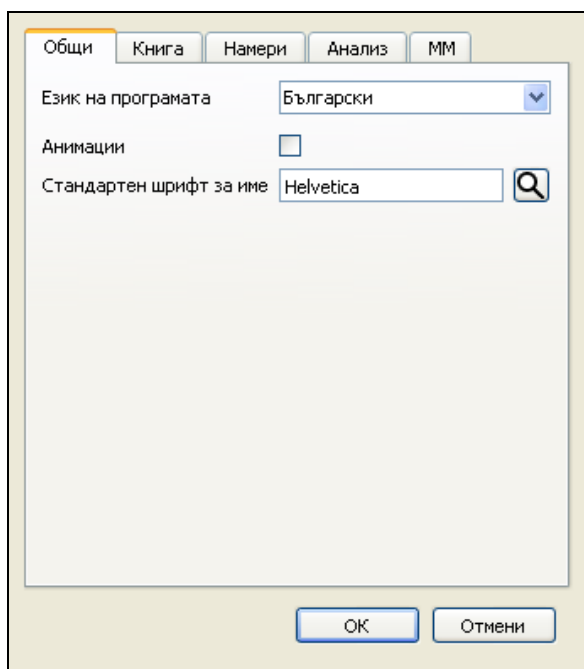 Общи Книга Намери Анализ ММ
Език на програмата Български
Анимации
Стандартен шрифт за име Helvetica
ОК Отмени